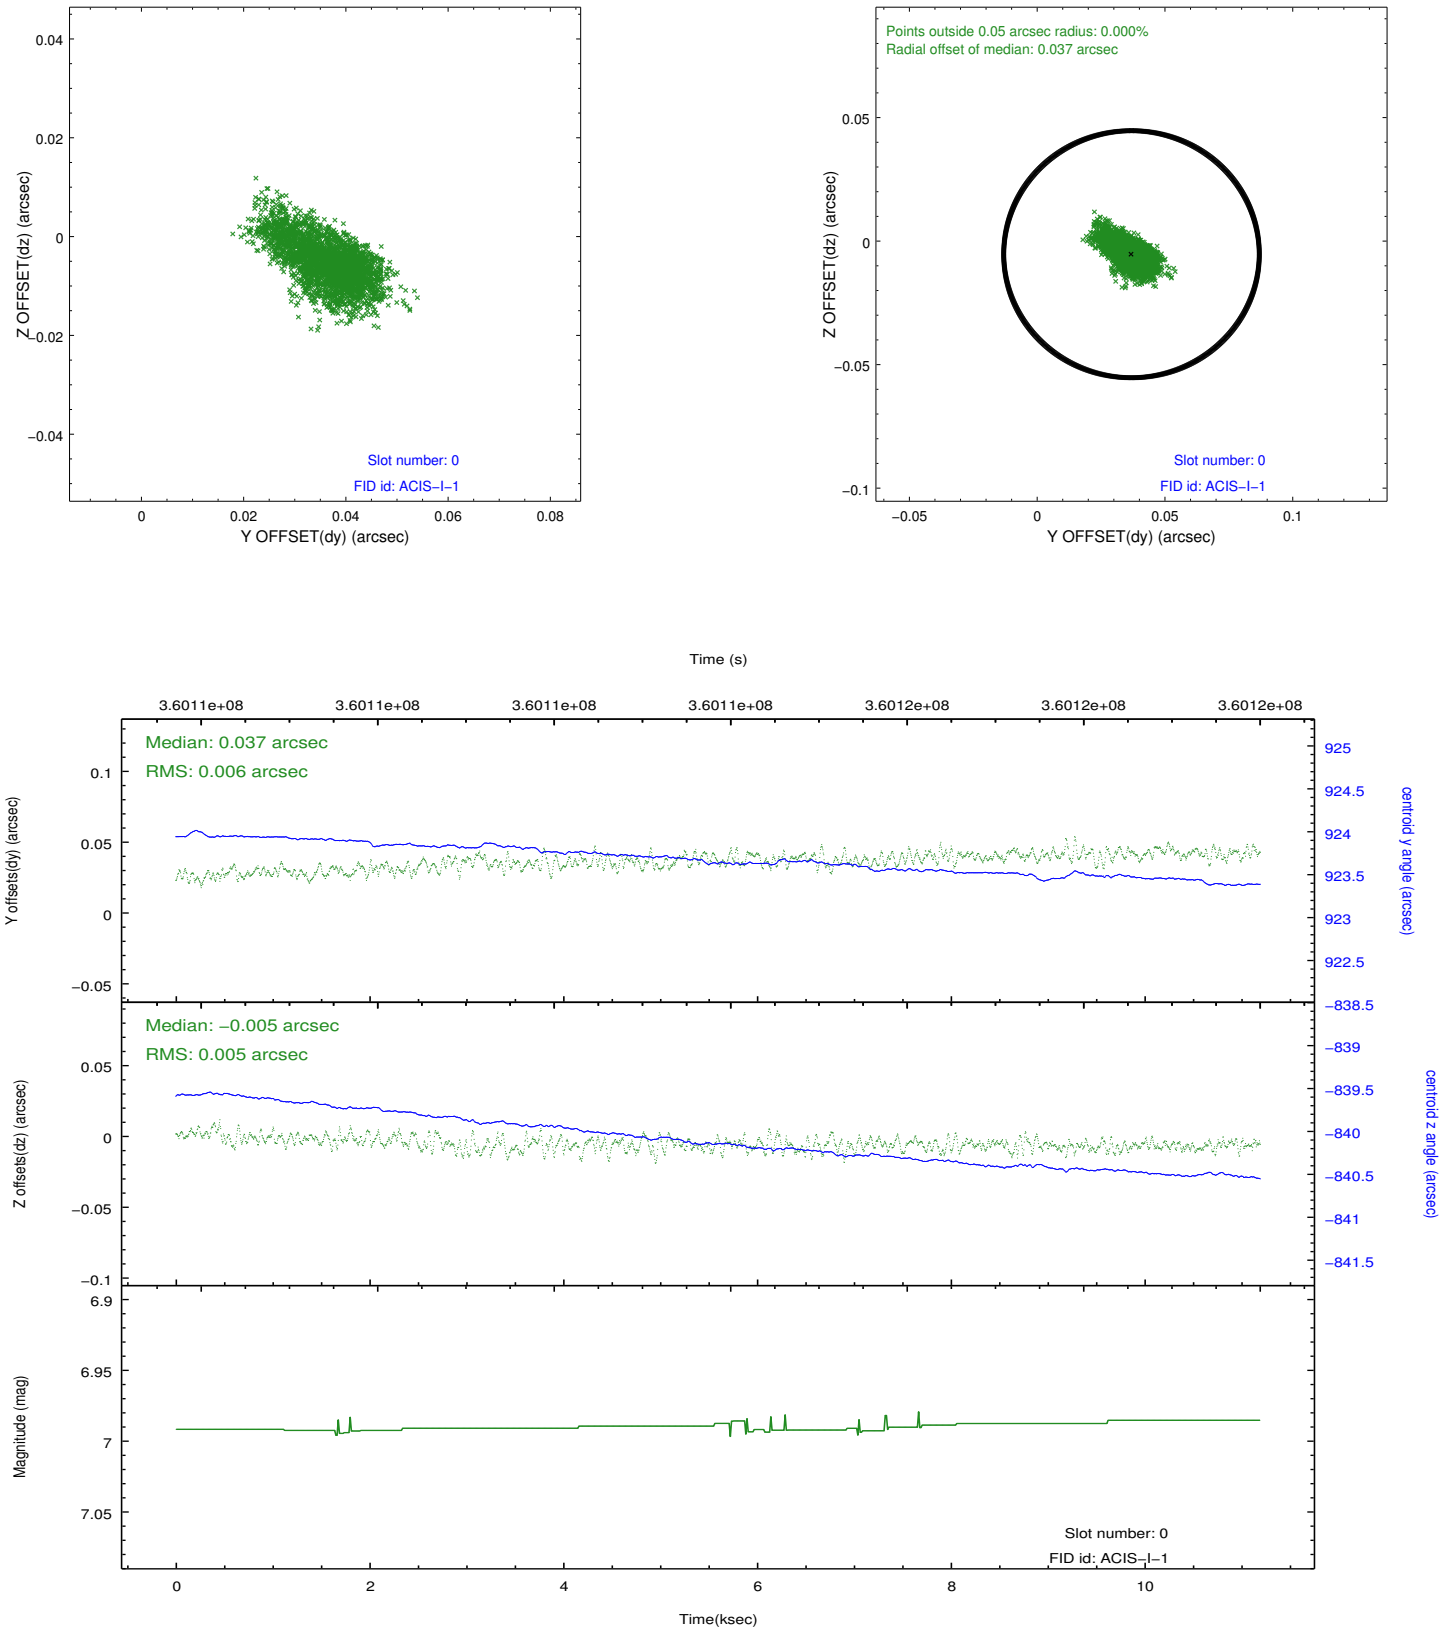 0.04
0.02
0
−0.02
−0.04
Z OFFSET(dz) (arcsec)
Slot number: 0
FID id: ACIS−I−1
0
0.02
0.04
0.06
0.08
Y OFFSET(dy) (arcsec)
Points outside 0.05 arcsec radius: 0.000%
Radial offset of median: 0.037 arcsec
0.05
0
−0.05
−0.1
Z OFFSET(dz) (arcsec)
Slot number: 0
FID id: ACIS−I−1
−0.05
0
0.05
0.1
Y OFFSET(dy) (arcsec)
Time (s)
3.6011e+08
3.6011e+08
3.6011e+08
3.6011e+08
3.6012e+08
3.6012e+08
3.6012e+08
Median: 0.037 arcsec
RMS: 0.006 arcsec
0.1
0.05
0
−0.05
Y offsets(dy) (arcsec)
925
924.5
924
923.5
923
922.5
centroid y angle (arcsec)
Median: −0.005 arcsec
RMS: 0.005 arcsec
0.05
0
−0.05
−0.1
Z offsets(dz) (arcsec)
−838.5
−839
−839.5
−840
−840.5
−841
−841.5
centroid z angle (arcsec)
6.9
6.95
7
7.05
Magnitude (mag)
Slot number: 0
FID id: ACIS−I−1
0
2
4
6
8
10
Time(ksec)